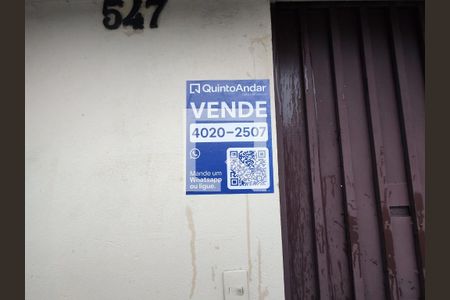 547
QuintoAndar
VENDE
4020-2507
Mande um
Whatsapp
ou ligue.